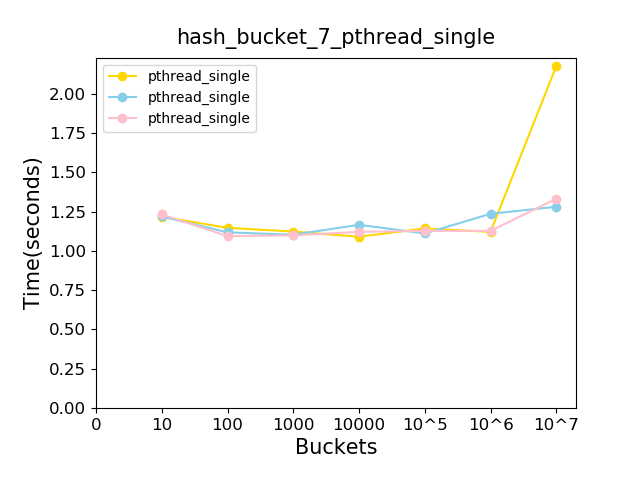 hash_bucket_7_pthread_single
pthread_single
pthread_single
pthread_single
Time(seconds)
2.00
1.75
1.50
1.25
1.00
0.75
0.50
0.25
0.00
0 10 100 1000 10000 10^5 10^6 10^7
Buckets